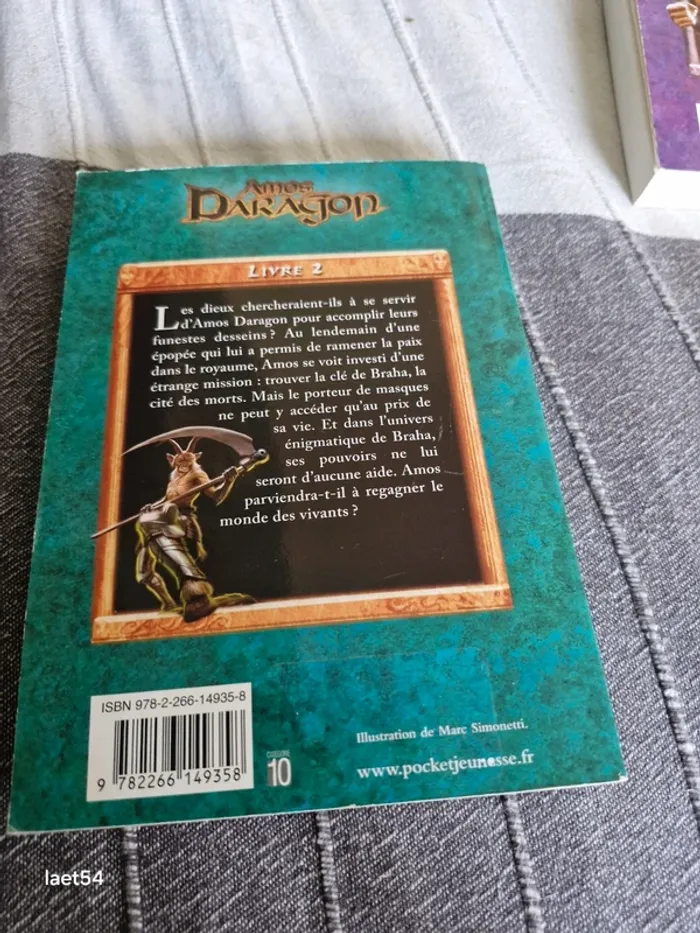 Amos
Daragon
Livre 2
Les dieux chercheraient-ils à se servir
d'Amos Daragon pour accomplir leurs
funestes desseins ? Au lendemain d'une
épopée qui lui a permis de ramener la paix
dans le royaume, Amos se voit investi d'une
étrange mission : trouver la clé de Braha, la
cité des morts. Mais le porteur de masques
ne peut y accéder qu'au prix de
sa vie. Et dans l'univers
énigmatique de Braha,
ses pouvoirs ne lui
seront d'aucune aide. Amos
parviendra-t-il à regagner le
monde des vivants ?
ISBN 978-2-266-14935-8
9 782266 149358
CATÉGORIE
10
Illustration de Marc Simonetti.
www.pocketjeunesse.fr
laet54